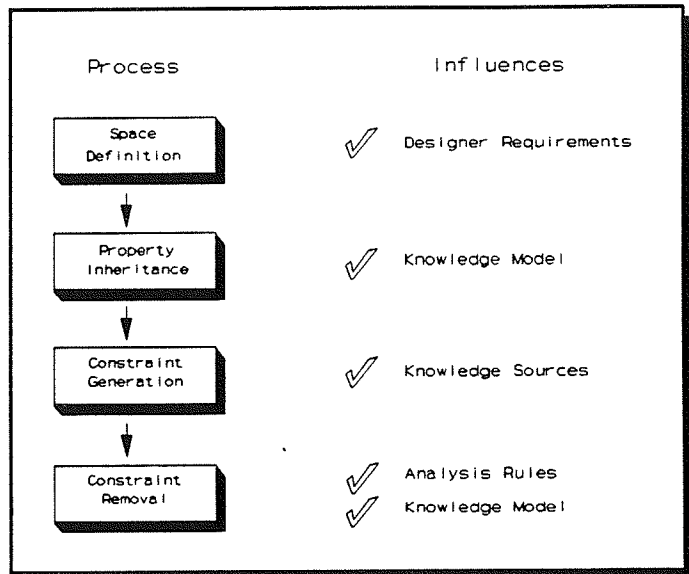 Process
Influences
Space
Definition
Designer Requirements
Property
Inheritance
Knowledge Model
Constraint
Generation
Knowledge Sources
Constraint
Removal
Analysis Rules
Knowledge Model